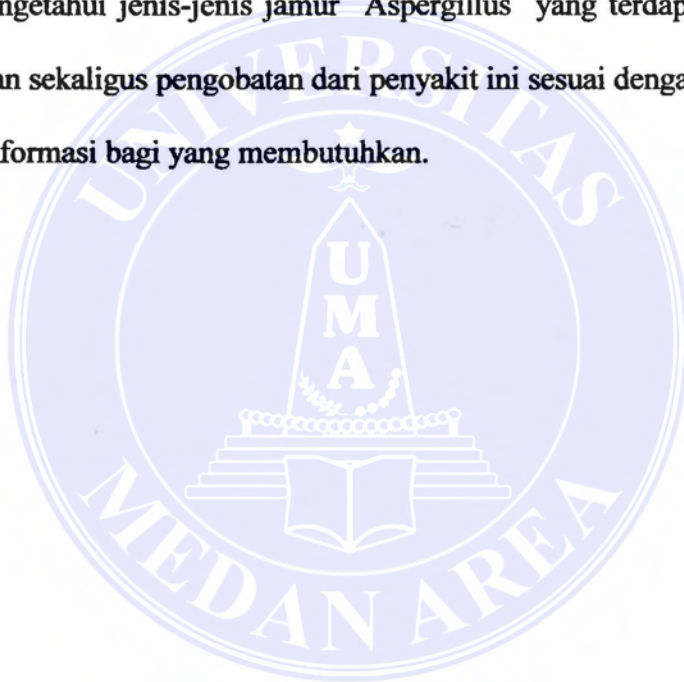 ngetahui jenis-jenis jamur "Aspergillus" yang terdap
an sekaligus pengobatan dari penyakit ini sesuai denga
formasi bagi yang membutuhkan.
UNIVERSITAS
U
M
A
MEDAN AREA